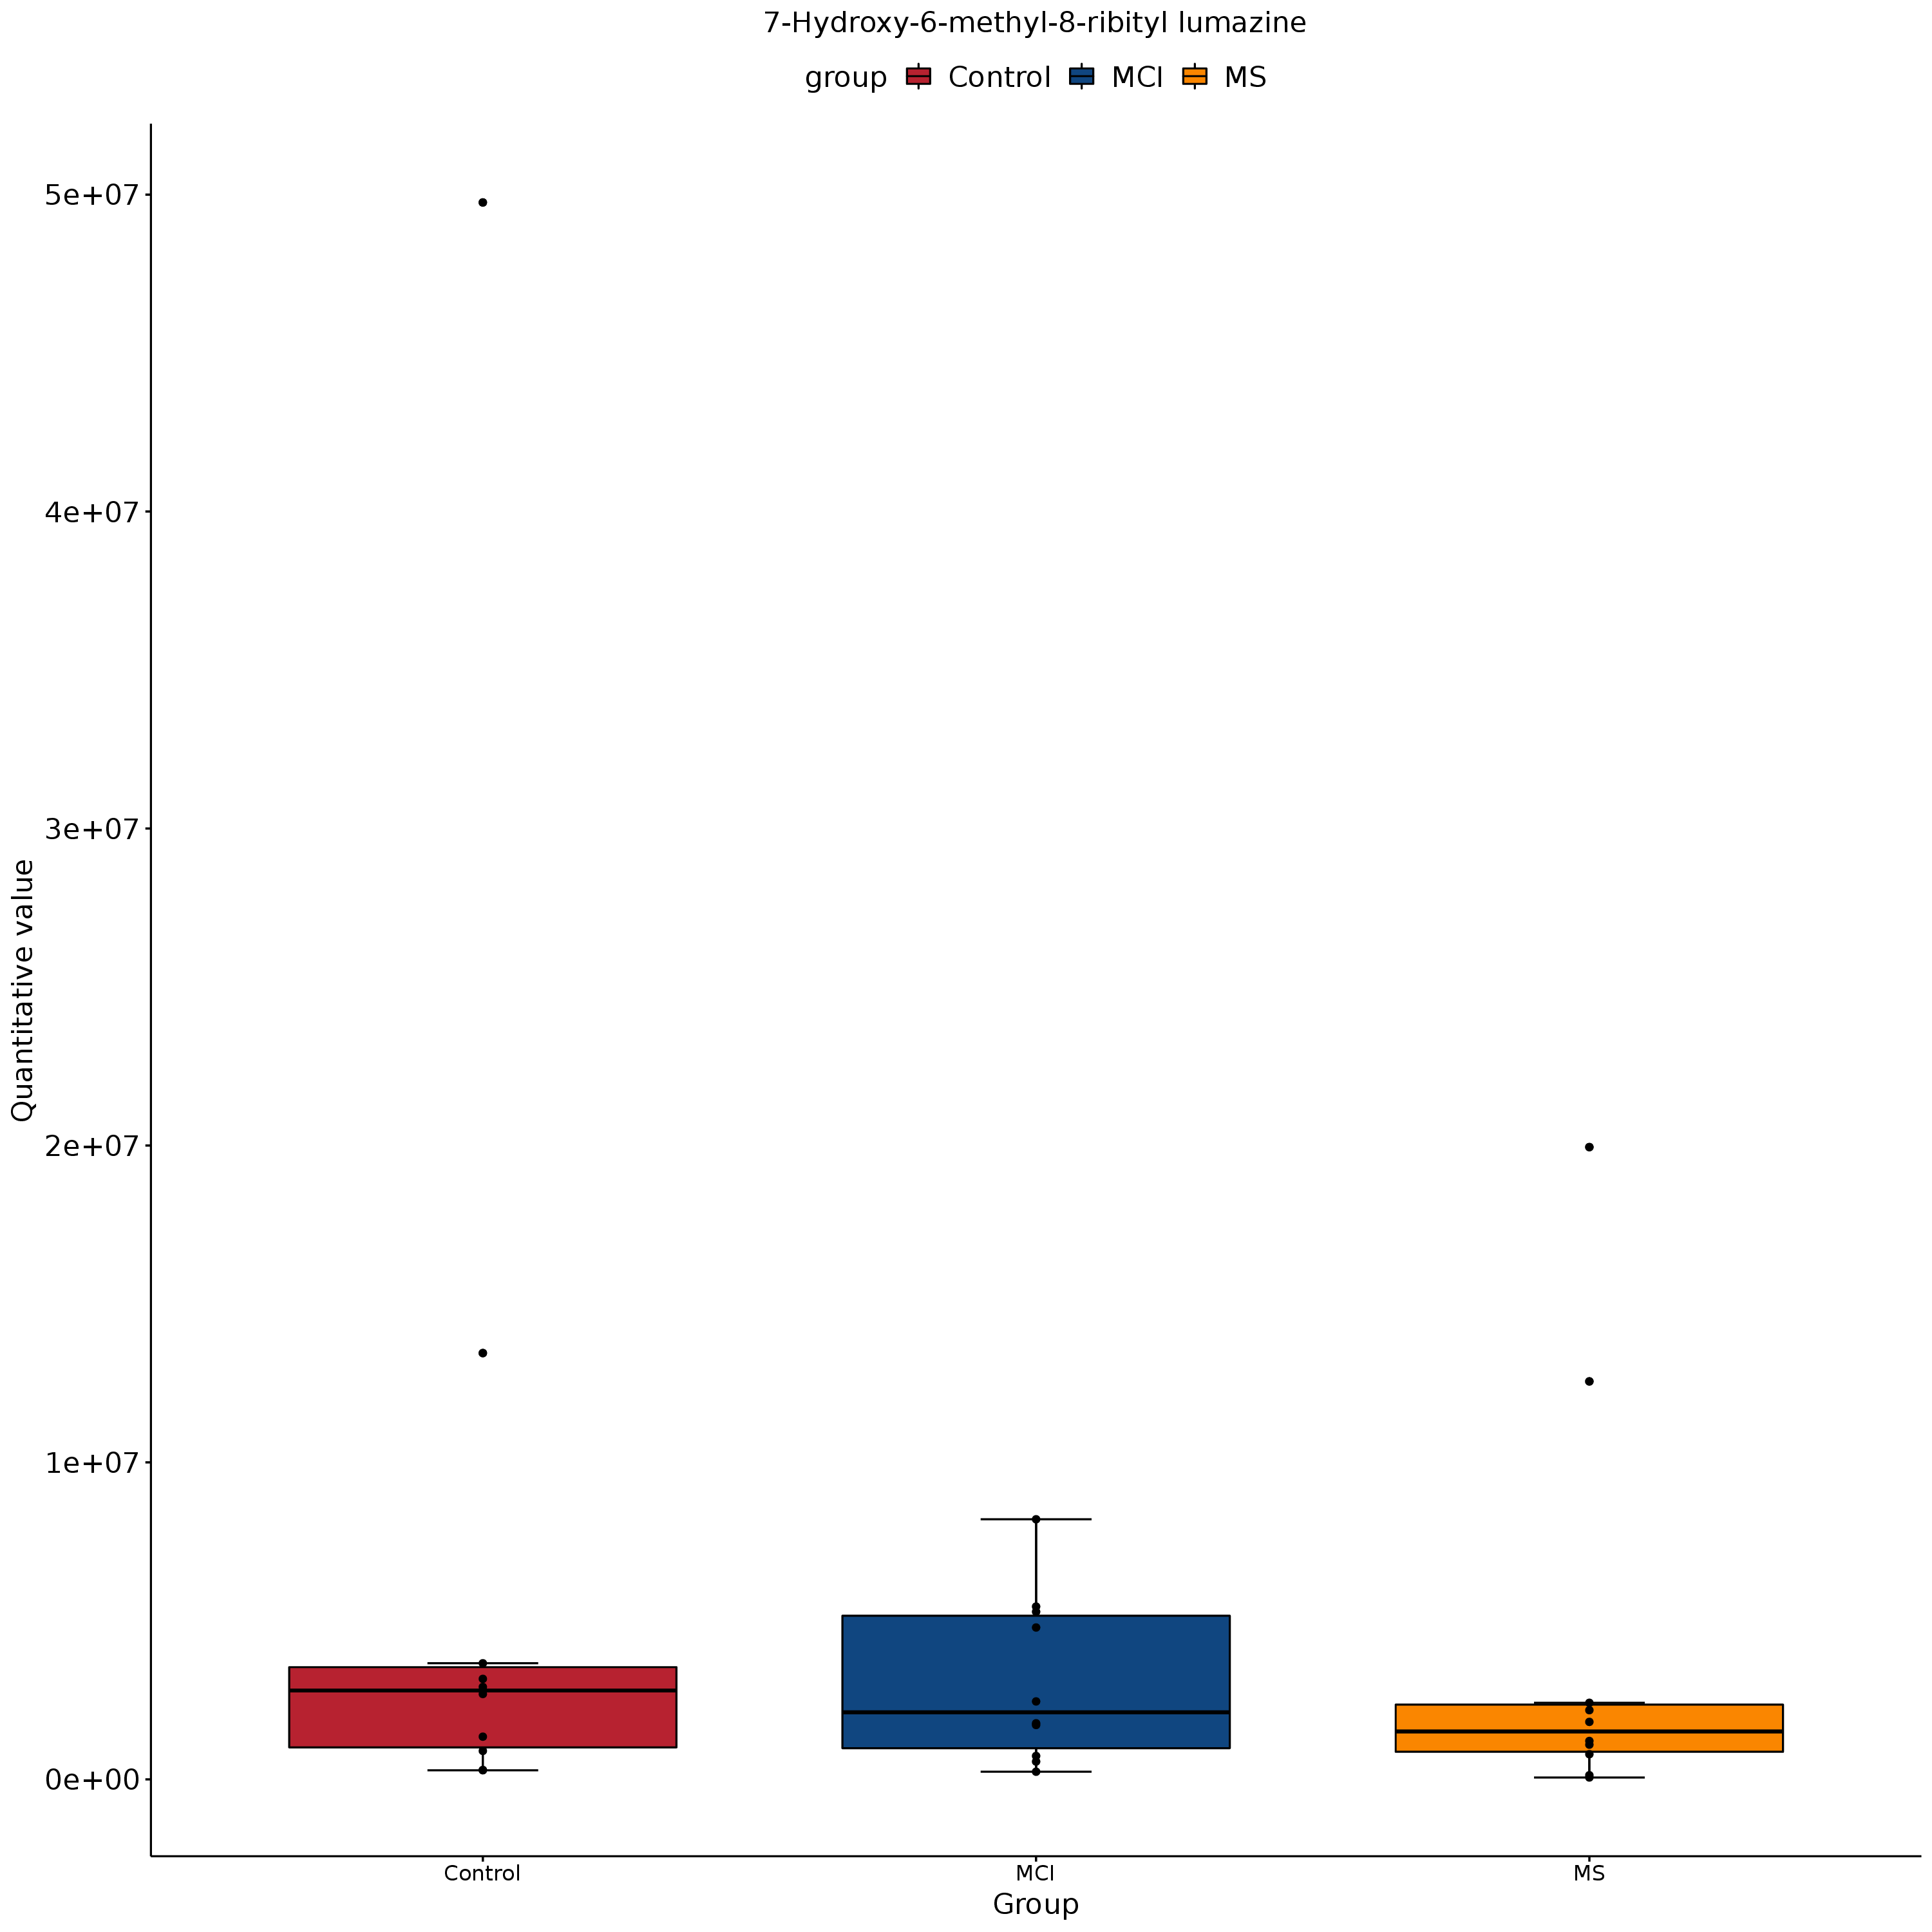 7-Hydroxy-6-methyl-8-ribityl lumazine
group Control MCI MS
5e+07
4e+07
3e+07
2e+07
1e+07
0e+00
Quantitative value
Control MCI MS
Group